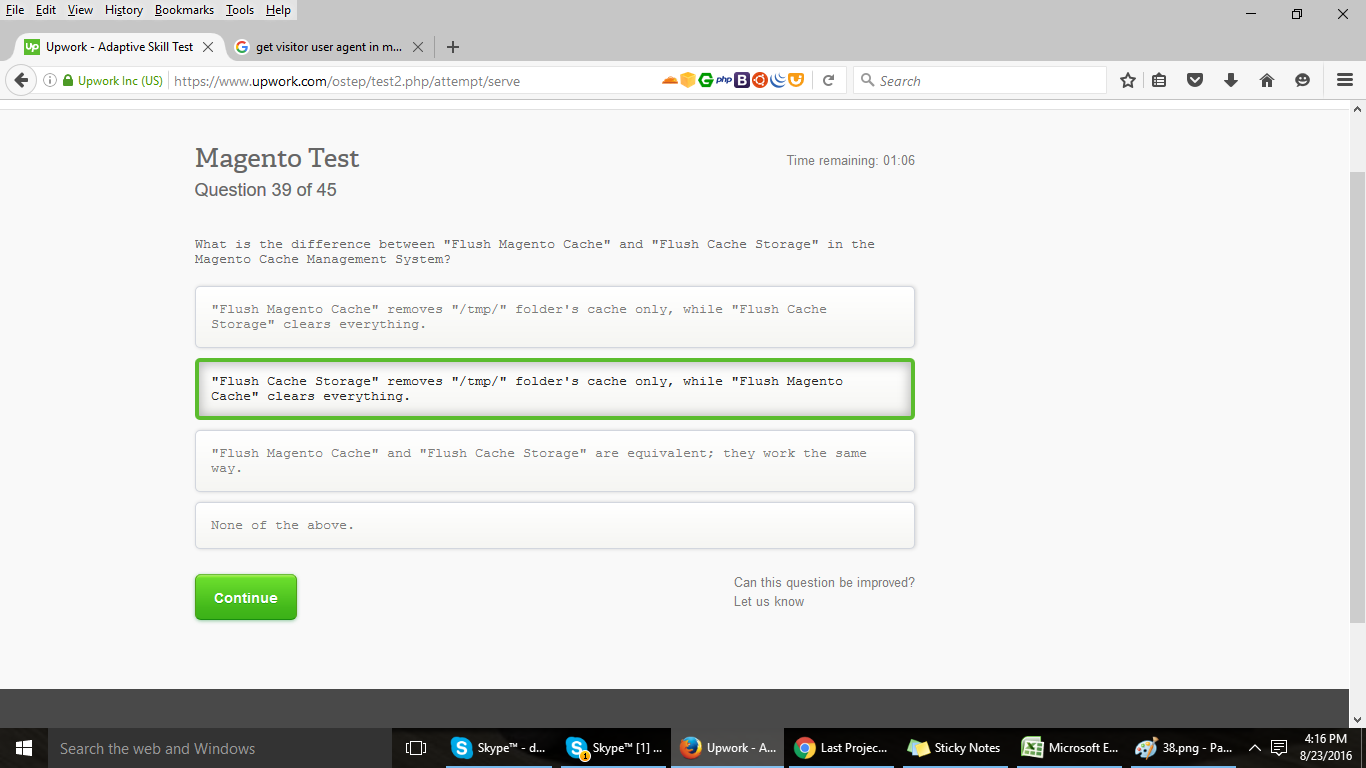 File Edit View History Bookmarks Tools Help
Up Upwork - Adaptive Skill Test
get visitor user agent in m...
Upwork Inc (US) https://www.upwork.com/ostep/test2.php/attempt/serve
php B
Search
Magento Test
Time remaining: 01:06
Question 39 of 45
What is the difference between "Flush Magento Cache" and "Flush Cache Storage" in the
Magento Cache Management System?
"Flush Magento Cache" removes "/tmp/" folder's cache only, while "Flush Cache
Storage" clears everything.
"Flush Cache Storage" removes "/tmp/" folder's cache only, while "Flush Magento
Cache" clears everything.
"Flush Magento Cache" and "Flush Cache Storage" are equivalent; they work the same
way.
None of the above.
Continue
Can this question be improved?
Let us know
Search the web and Windows
Skype™ - d...
Skype™ [1] ...
Upwork - A...
Last Projec...
Sticky Notes
Microsoft E...
38.png - Pa...
4:16 PM
8/23/2016